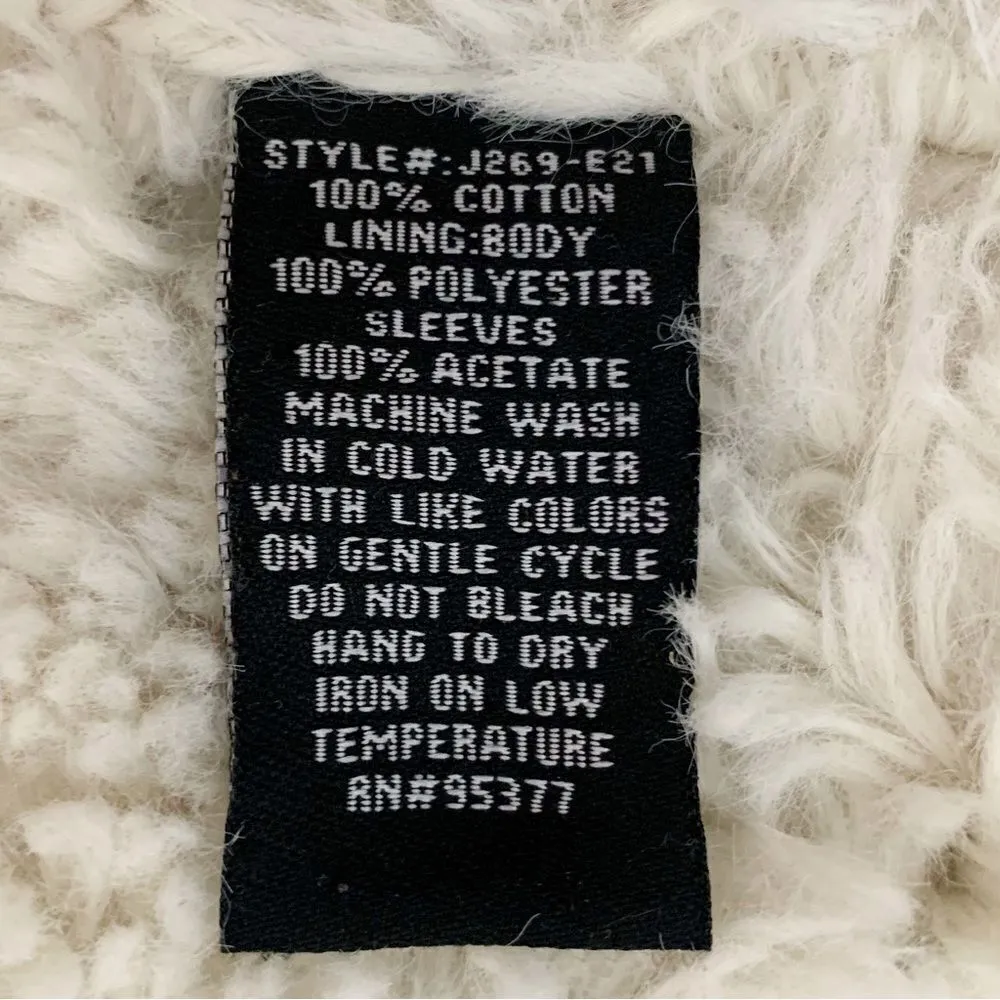 STYLE#:J269-E21
100% COTTON
LINING:BODY
100% POLYESTER
SLEEVES
100% ACETATE
MACHINE WASH
IN COLD WATER
WITH LIKE COLORS
ON GENTLE CYCLE
DO NOT BLEACH
HANG TO DRY
IRON ON LOW
TEMPERATURE
RN#95377